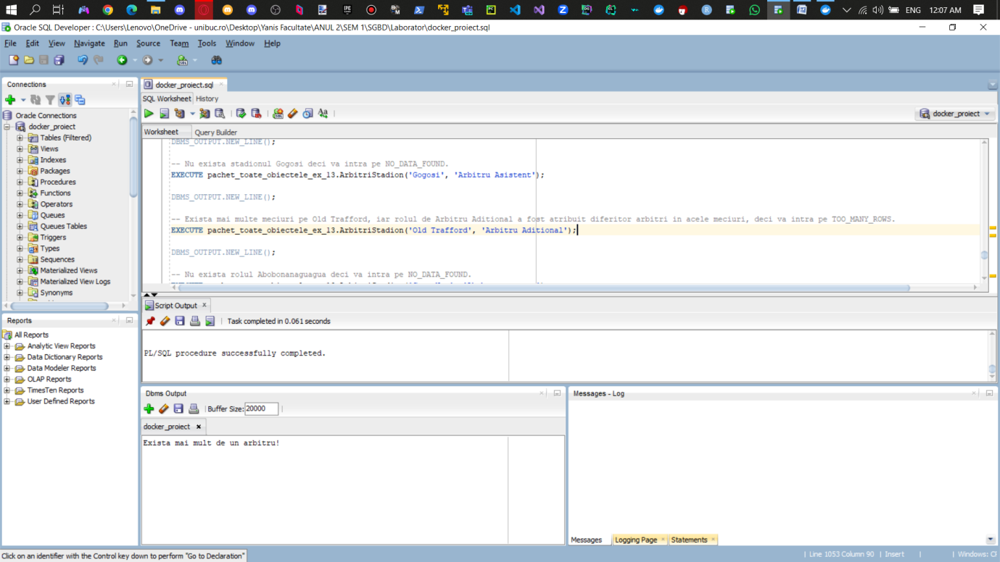 ENG 12:07 AM
Oracle SQL Developer : C:\Users\Lenovo\OneDrive - unibuc.ro\Desktop\Yanis Facultate\ANUL 2\SEM 1\SGBD\Laborator\docker_proiect.sql
File Edit View Navigate Run Source Team Tools Window Help
Connections
Oracle Connections
docker_project
Tables (Filtered)
Views
Indexes
Packages
Procedures
Functions
Operators
Queues
Queues Tables
Triggers
Types
Sequences
Materialized Views
Materialized View Logs
Synonyms
Reports
All Reports
Analytic View Reports
Data Dictionary Reports
Data Modeler Reports
OLAP Reports
TimesTen Reports
User Defined Reports
docker_proiect.sql
SQL Worksheet History
docker_proiect
Worksheet Query Builder
DBMS_OUTPUT.NEW_LINE();
-- Nu exista stadionul Gogosi deci va intra pe NO_DATA_FOUND.
EXECUTE pachet_toate_obiectele_ex_13.ArbitriStadion('Gogosi', 'Arbitru Asistent');
DBMS_OUTPUT.NEW_LINE();
-- Exista mai multe meciuri pe Old Trafford, iar rolul de Arbitru Aditional a fost atribuit diferitor arbitri in acele meciuri, deci va intra pe TOO_MANY_ROWS.
EXECUTE pachet_toate_obiectele_ex_13.ArbitriStadion('Old Trafford', 'Arbitru Aditional');
DBMS_OUTPUT.NEW_LINE();
-- Nu exista rolul Abobonanaguagua deci va intra pe NO_DATA_FOUND.
Script Output
Task completed in 0.061 seconds
PL/SQL procedure successfully completed.
Dbms Output
Buffer Size: 20000
docker_proiect
Exista mai mult de un arbitru!
Messages - Log
Messages Logging Page Statements
Click on an identifier with the Control key down to perform "Go to Declaration"
Line 1053 Column 90 Insert Windows: C